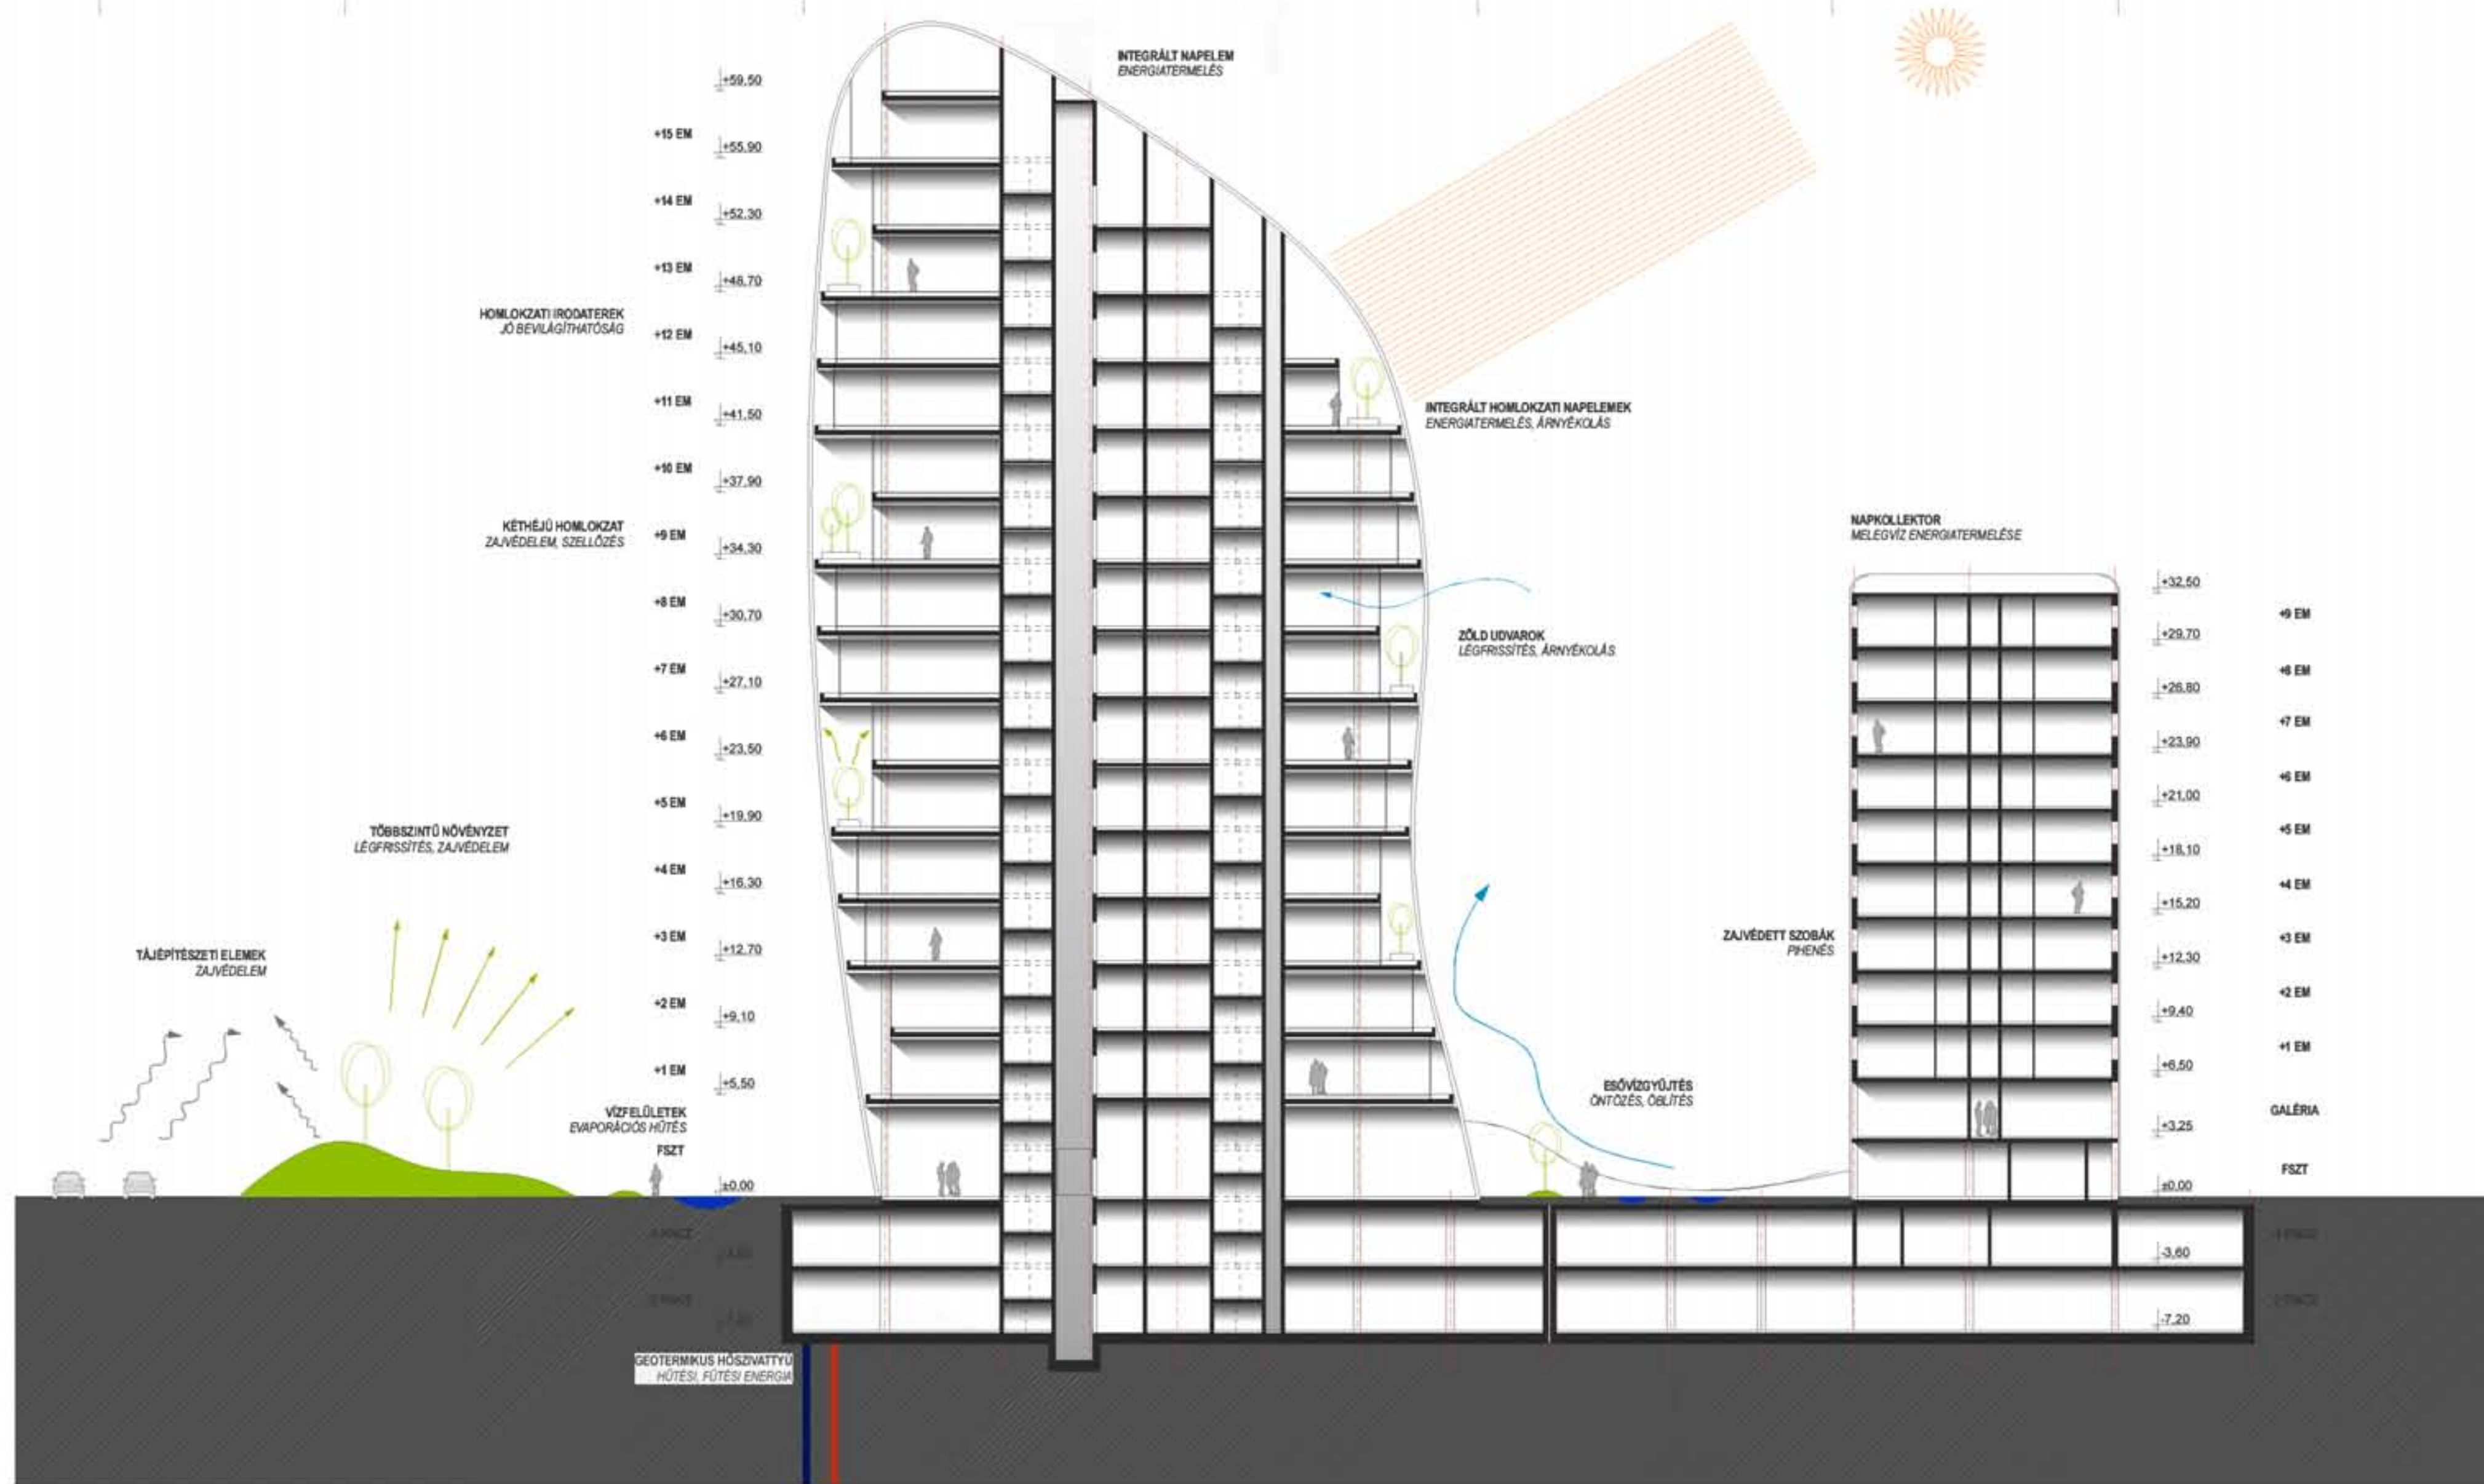 INTEGRÁLT NAPELEM
ENERGIATERMELÉS
+59,50
+15 EM
+55,90
+14 EM
+52,30
+13 EM
+48,70
HOMLOKZATI IRODATEREK
JÓ BEVILÁGÍTHATÓSÁG
+12 EM
+45,10
+11 EM
+41,50
INTEGRÁLT HOMLOKZATI NAPELEMEK
ENERGIATERMELÉS, ÁRNYÉKOLÁS
+10 EM
+37,90
KÉTHÉJÚ HOMLOKZAT
ZAJVÉDELEM, SZELLŐZÉS
+9 EM
+34,30
+8 EM
+30,70
ZÖLD UDVAROK
LÉGFRISSÍTÉS, ÁRNYÉKOLÁS
+7 EM
+27,10
+6 EM
+23,50
+5 EM
+19,90
TÖBBSZINTŰ NÖVÉNYZET
LÉGFRISSÍTÉS, ZAJVÉDELEM
+4 EM
+16,30
+3 EM
+12,70
TÁJÉPÍTÉSZETI ELEMEK
ZAJVÉDELEM
+2 EM
+9,10
+1 EM
+5,50
VÍZFELÜLETEK
EVAPORÁCIÓS HŰTÉS
FSZT
±0,00
ESŐVÍZGYŰJTÉS
ÖNTÖZÉS, ÖBLÍTÉS
GEOTERMIKUS HŐSZIVATTYÚ
HŰTÉSI, FŰTÉSI ENERGIA
NAPKOLLEKTOR
MELEGVÍZ ENERGIATERMELÉSE
+32,50
+9 EM
+29,70
+8 EM
+26,80
+7 EM
+23,90
+6 EM
+21,00
+5 EM
+18,10
+4 EM
+15,20
ZAJVÉDETT SZOBÁK
PIHENÉS
+3 EM
+12,30
+2 EM
+9,40
+1 EM
+6,50
GALÉRIA
+3,25
FSZT
±0,00
-3,60
-7,20